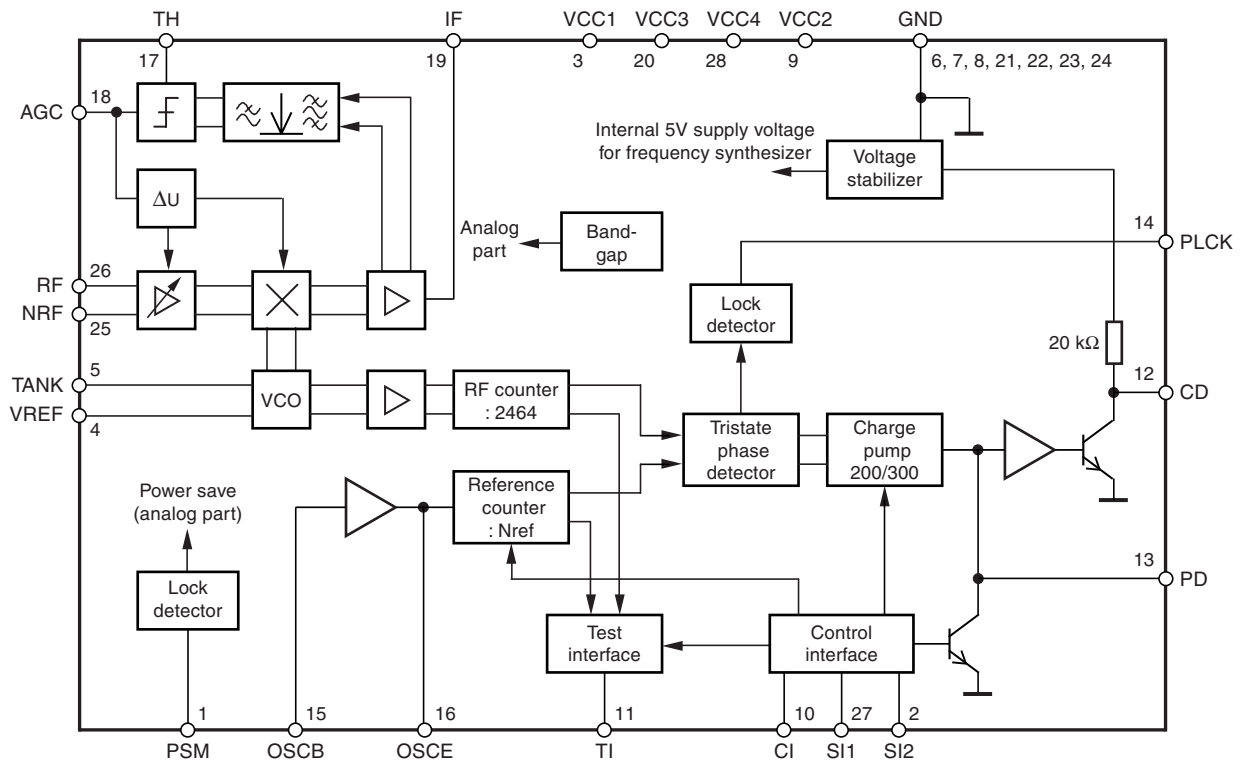 TH
IF
VCC1
VCC3
VCC4
VCC2
GND
17
19
3
20
28
9
6, 7, 8, 21, 22, 23, 24
AGC
18
Internal 5V supply voltage
for frequency synthesizer
Voltage
stabilizer
ΔU
Analog
part
Band-
gap
14
PLCK
RF
26
NRF
25
Lock
detector
20 kΩ
TANK
5
VREF
4
VCO
RF counter
: 2464
12
CD
Tristate
phase
detector
Charge
pump
200/300
Power save
(analog part)
Reference
counter
: Nref
Lock
detector
13
PD
Test
interface
Control
interface
1
15
16
11
10
27
2
PSM
OSCB
OSCE
TI
CI
SI1
SI2